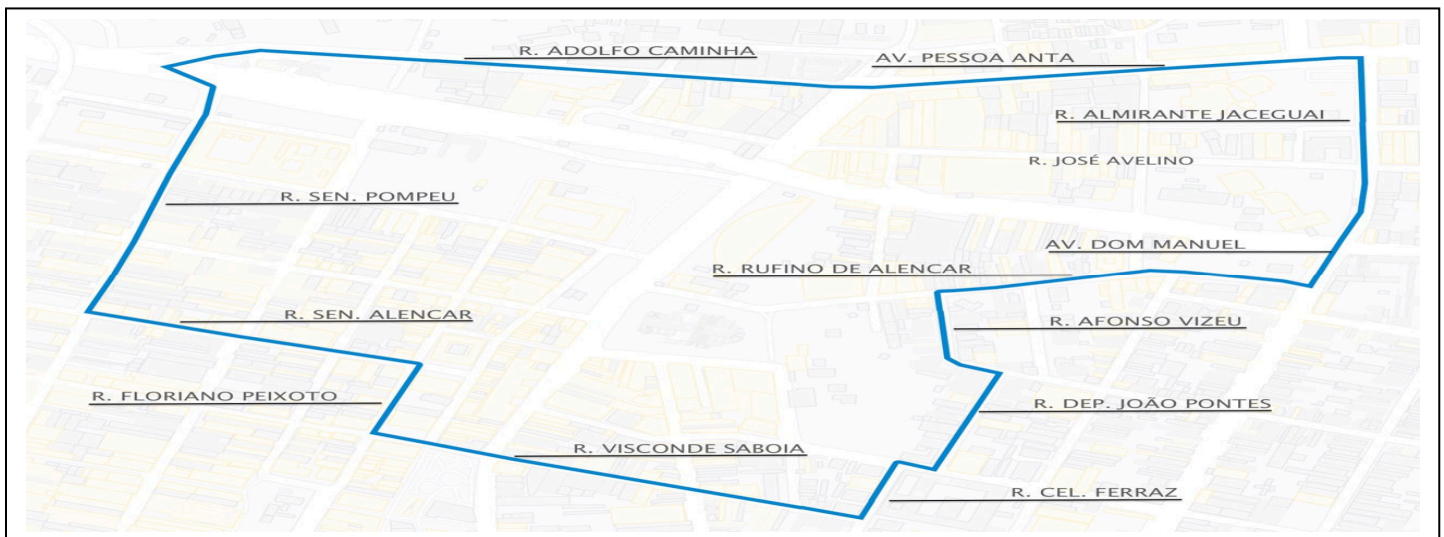 R. ADOLFO CAMINHA
AV. PESSOA ANTA
R. ALMIRANTE JACEGUAI
R. JOSÉ AVELINO
R. SEN. POMPEU
AV. DOM MANUEL
R. RUFINO DE ALENCAR
R. SEN. ALENCAR
R. AFONSO VIZEU
R. FLORIANO PEIXOTO
R. DEP. JOÃO PONTES
R. VISCONDE SABOIA
R. CEL. FERRAZ